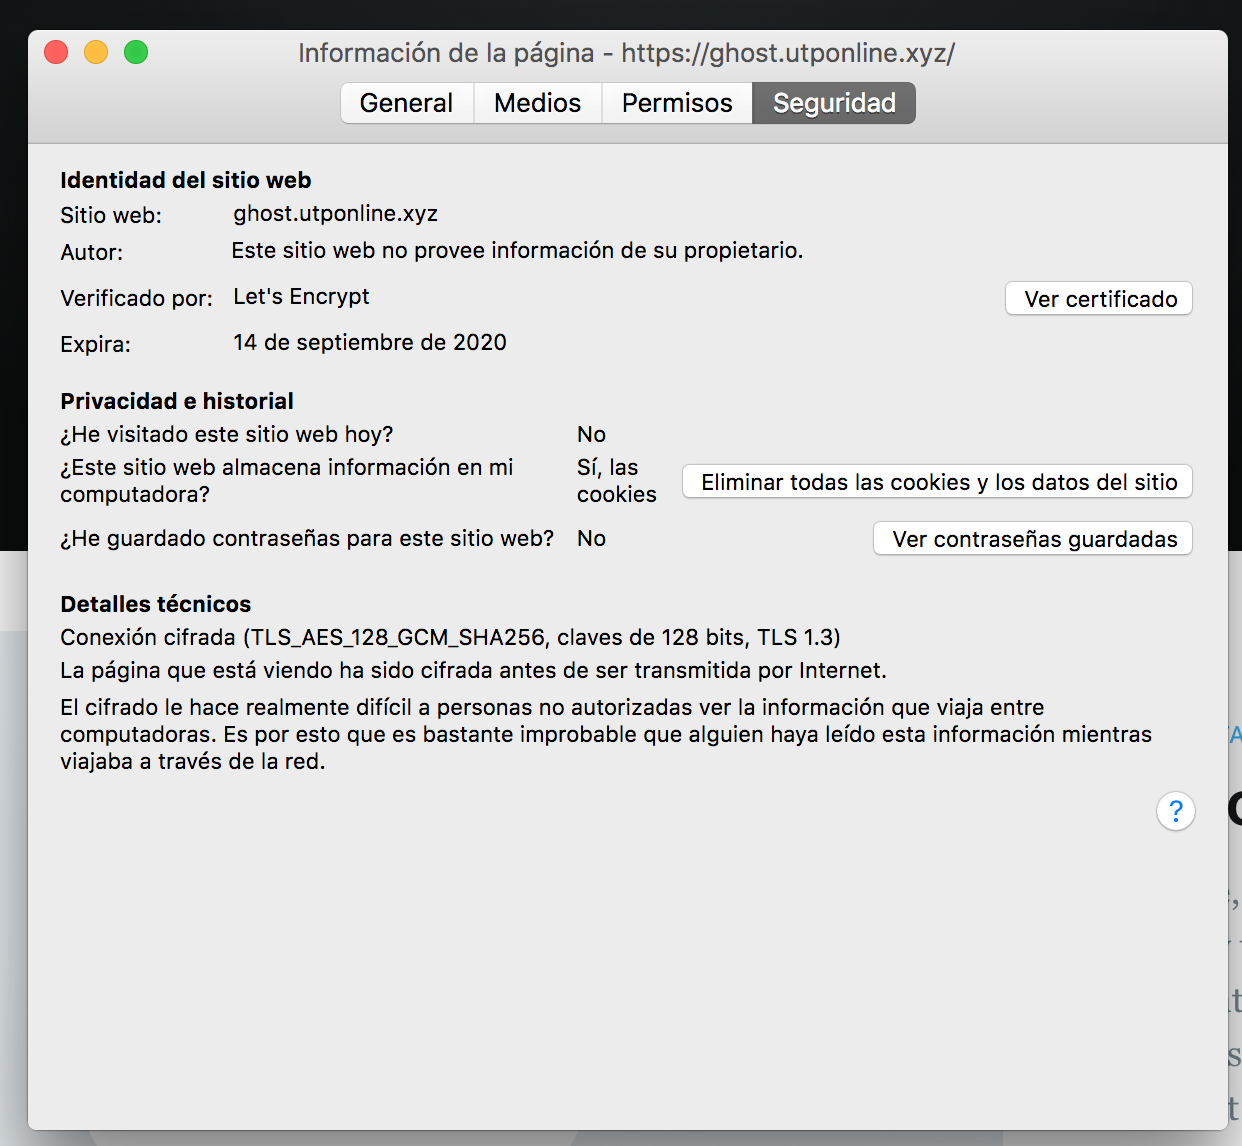 Información de la página - https://ghost.utponline.xyz/
General Medios Permisos Seguridad
Identidad del sitio web
Sitio web: ghost.utponline.xyz
Autor: Este sitio web no provee información de su propietario.
Verificado por: Let's Encrypt Ver certificado
Expira: 14 de septiembre de 2020
Privacidad e historial
¿He visitado este sitio web hoy? No
¿Este sitio web almacena información en mi
computadora?
Sí, las
cookies
Eliminar todas las cookies y los datos del sitio
¿He guardado contraseñas para este sitio web? No Ver contraseñas guardadas
Detalles técnicos
Conexión cifrada (TLS_AES_128_GCM_SHA256, claves de 128 bits, TLS 1.3)
La página que está viendo ha sido cifrada antes de ser transmitida por Internet.
El cifrado le hace realmente difícil a personas no autorizadas ver la información que viaja entre
computadoras. Es por esto que es bastante improbable que alguien haya leído esta información mientras
viajaba a través de la red.
?